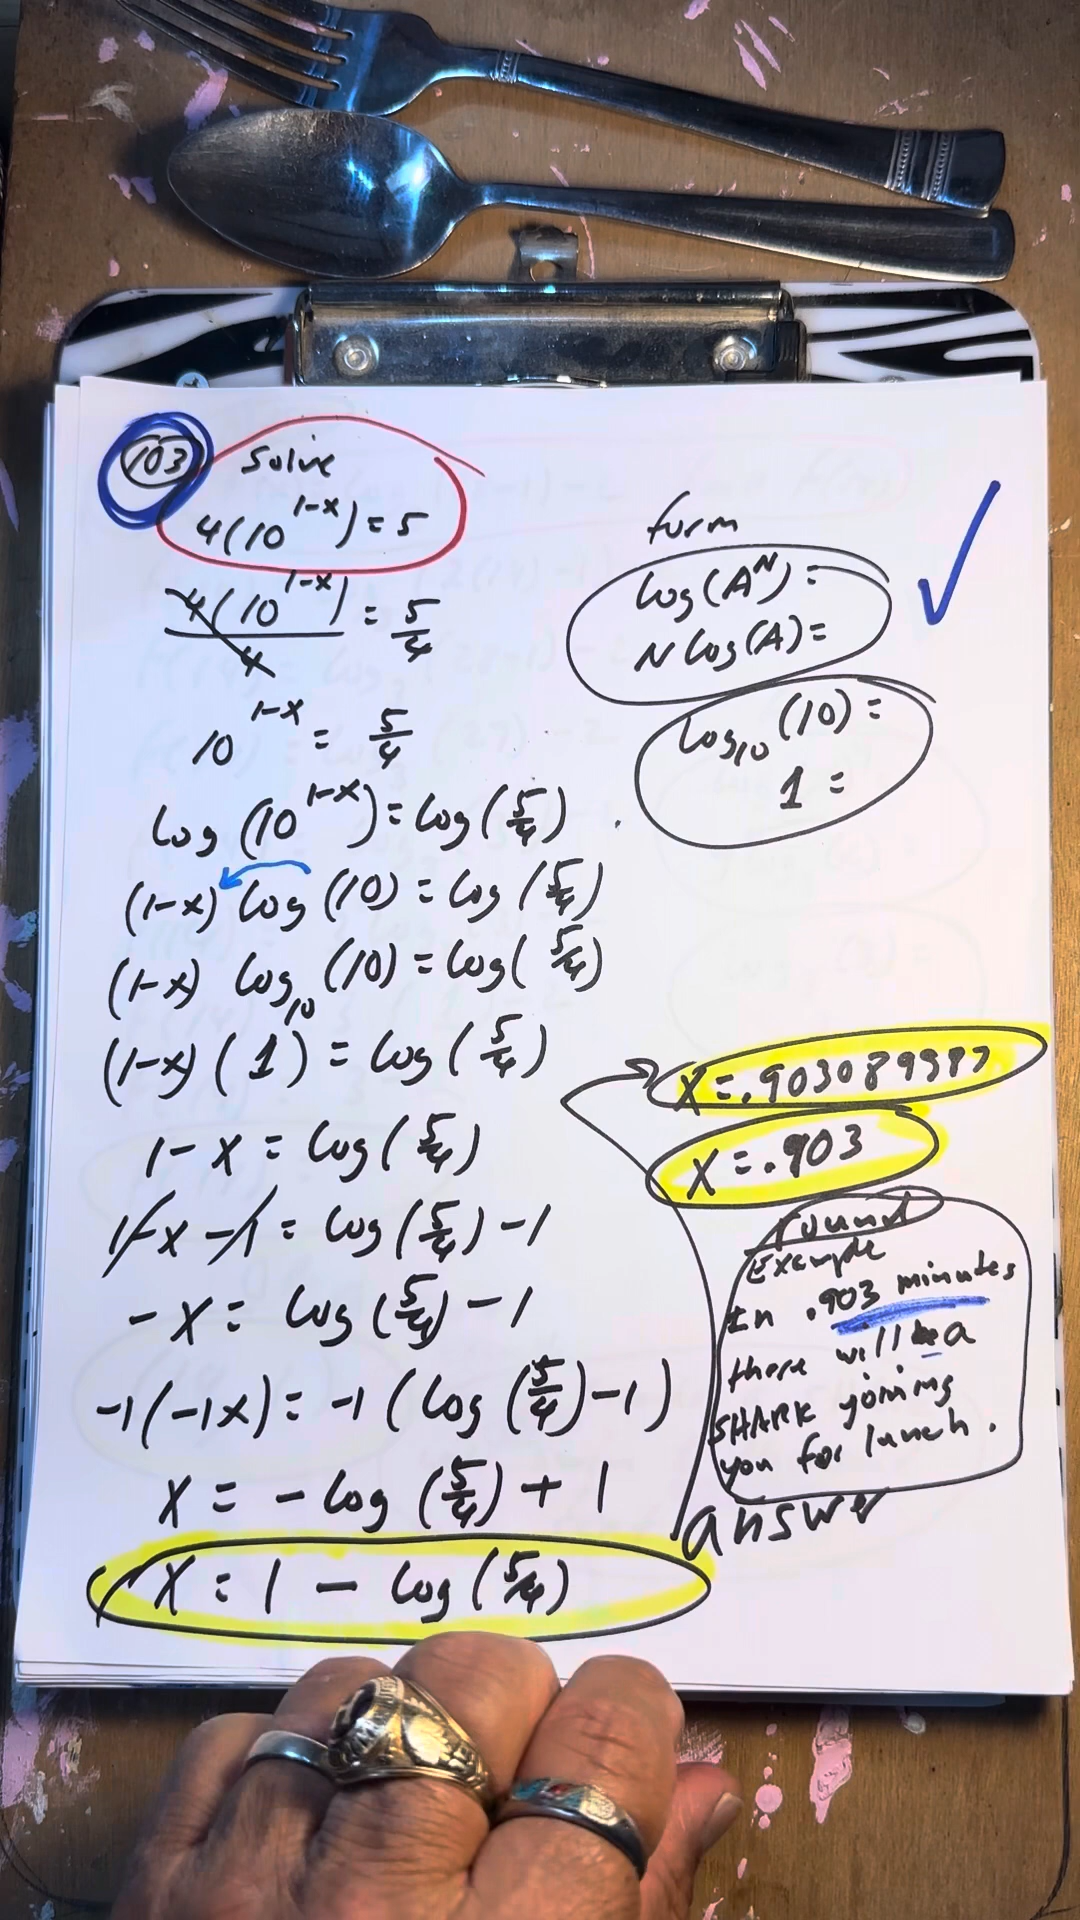 103
Solve
4(10^(1-x)) = 5
4(10^(1-x))/4 = 5/4
10^(1-x) = 5/4
Log(10^(1-x)) = Log(5/4)
(1-x) Log(10) = Log(5/4)
(1-x) Log₁₀(10) = Log(5/4)
(1-x)(1) = Log(5/4)
1-x = Log(5/4)
1-x-1 = Log(5/4)-1
-x = Log(5/4)-1
-1(-1x) = -1(Log(5/4)-1)
x = -Log(5/4)+1
x = 1 - Log(5/4)
form
Log(A^N) =
N Log(A) =
Log₁₀(10) =
1 =
x = .903089987
x = .903
round
Example
In .903 minutes
there will be a
SHARK joining
you for lunch.
answer